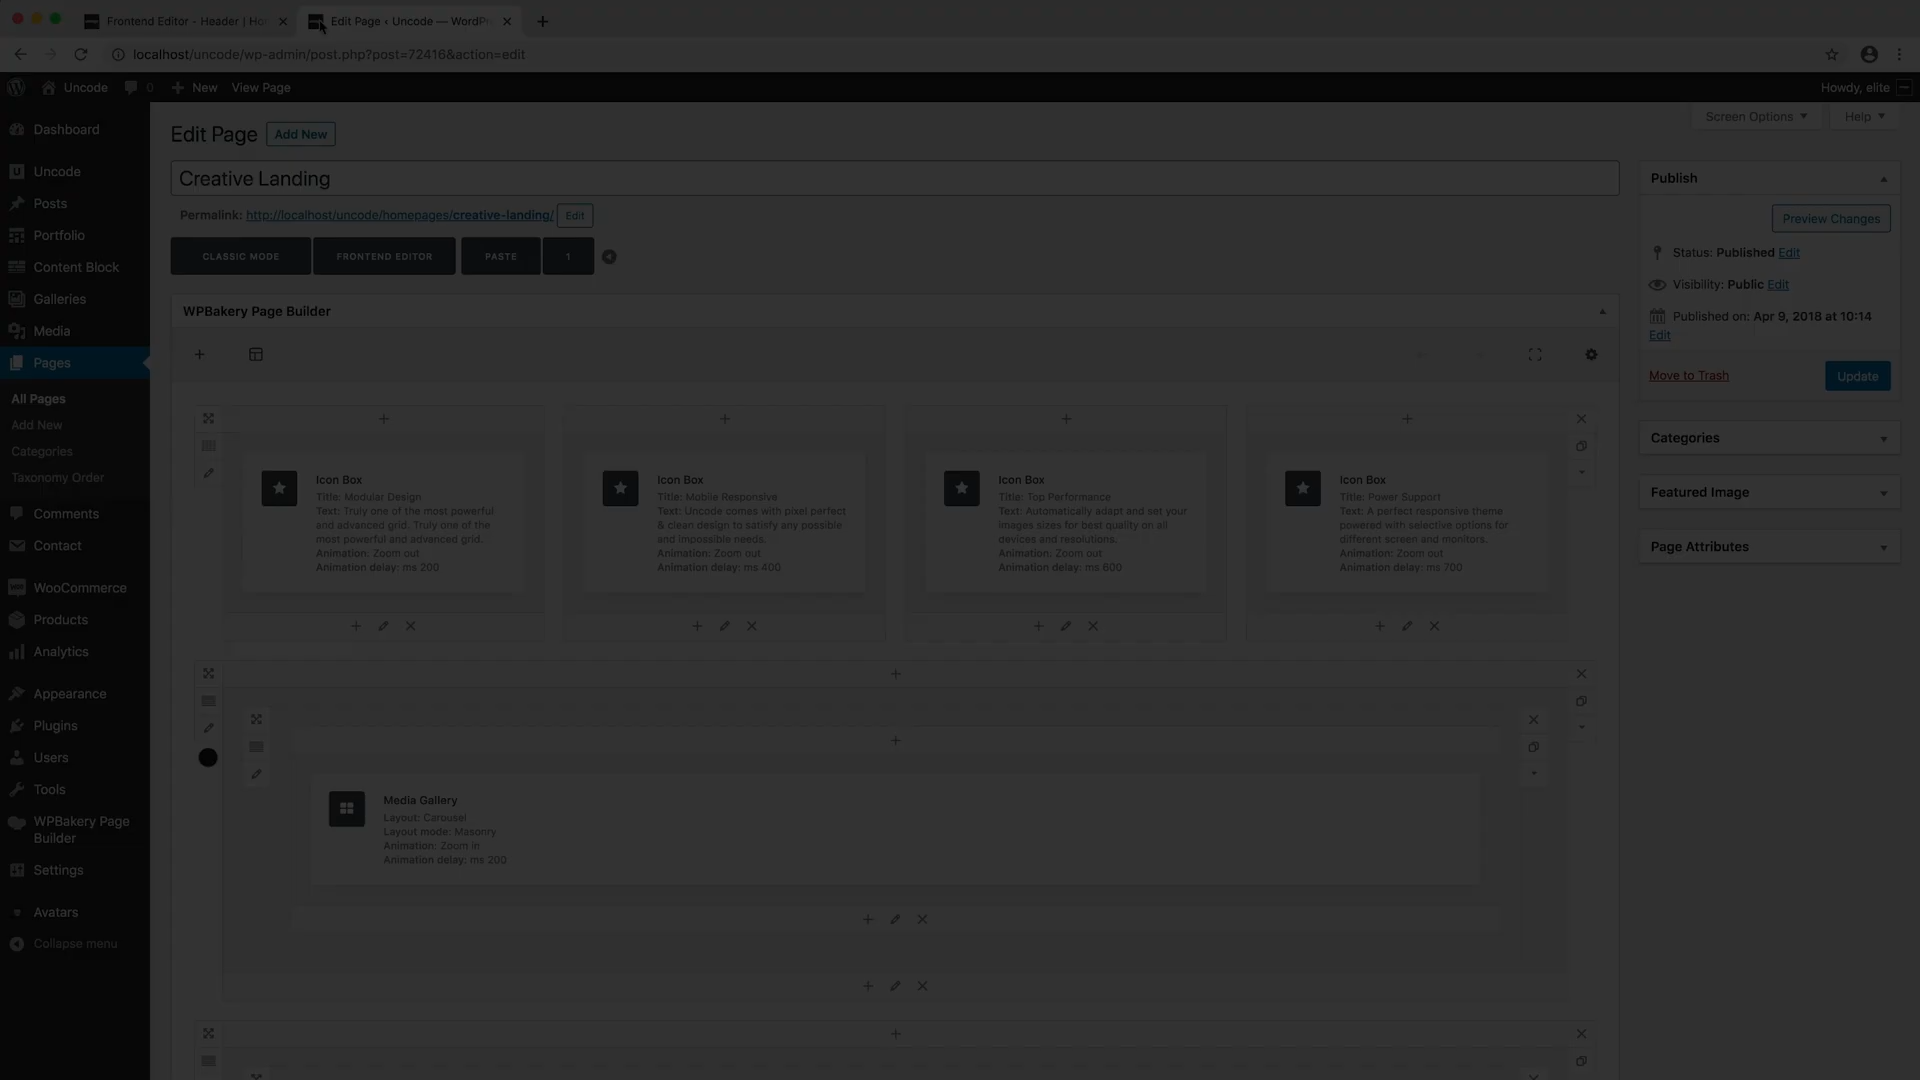 Frontend Editor - Header | Ho
Edit Page ‹ Uncode — WordPr
localhost/uncode/wp-admin/post.php?post=72416&action=edit
Uncode
0
New
View Page
Howdy, elite
Screen Options
Help
Dashboard
Uncode
Posts
Portfolio
Content Block
Galleries
Media
Pages
All Pages
Add New
Categories
Taxonomy Order
Comments
Contact
WooCommerce
Products
Analytics
Appearance
Plugins
Users
Tools
WPBakery Page
Builder
Settings
Avatars
Collapse menu
Edit Page
Add New
Creative Landing
Permalink: http://localhost/uncode/homepages/creative-landing/
Edit
CLASSIC MODE
FRONTEND EDITOR
PASTE
1
WPBakery Page Builder
Icon Box
Title: Modular Design
Text: Truly one of the most powerful
and advanced grid. Truly one of the
most powerful and advanced grid.
Animation: Zoom out
Animation delay: ms 200
Icon Box
Title: Mobile Responsive
Text: Uncode comes with pixel perfect
& clean design to satisfy any possible
and impossible needs.
Animation: Zoom out
Animation delay: ms 400
Icon Box
Title: Top Performance
Text: Automatically adapt and set your
images sizes for best quality on all
devices and resolutions.
Animation: Zoom out
Animation delay: ms 600
Icon Box
Title: Power Support
Text: A perfect responsive theme
powered with selective options for
different screen and monitors.
Animation: Zoom out
Animation delay: ms 700
Media Gallery
Layout: Carousel
Layout mode: Masonry
Animation: Zoom in
Animation delay: ms 200
Publish
Preview Changes
Status: Published Edit
Visibility: Public Edit
Published on: Apr 9, 2018 at 10:14
Edit
Move to Trash
Update
Categories
Featured Image
Page Attributes